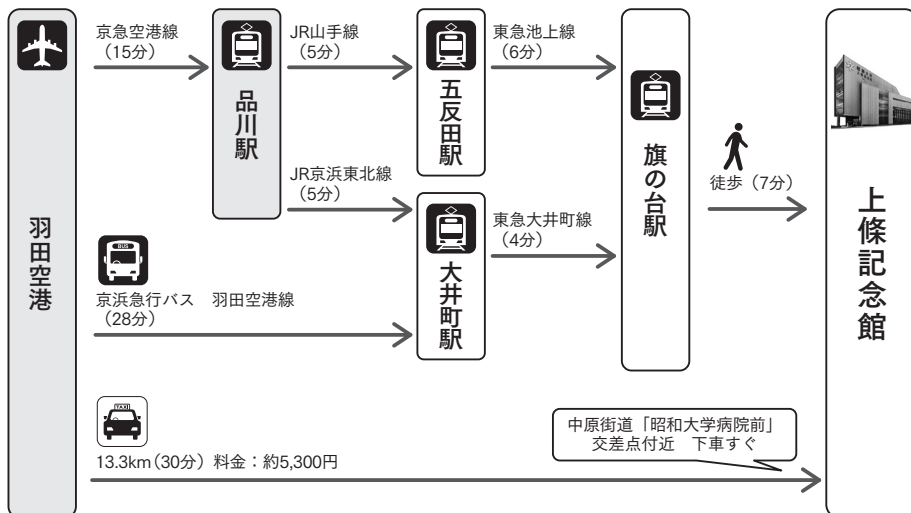 羽田空港
京急空港線
（15分）
品川駅
JR山手線
（5分）
五反田駅
東急池上線
（6分）
JR京浜東北線
（5分）
大井町駅
東急大井町線
（4分）
旗の台駅
徒歩（7分）
上條記念館
BUS
京浜急行バス　羽田空港線
（28分）
TAXI
13.3km（30分）料金：約5,300円
中原街道「昭和大学病院前」
交差点付近　下車すぐ